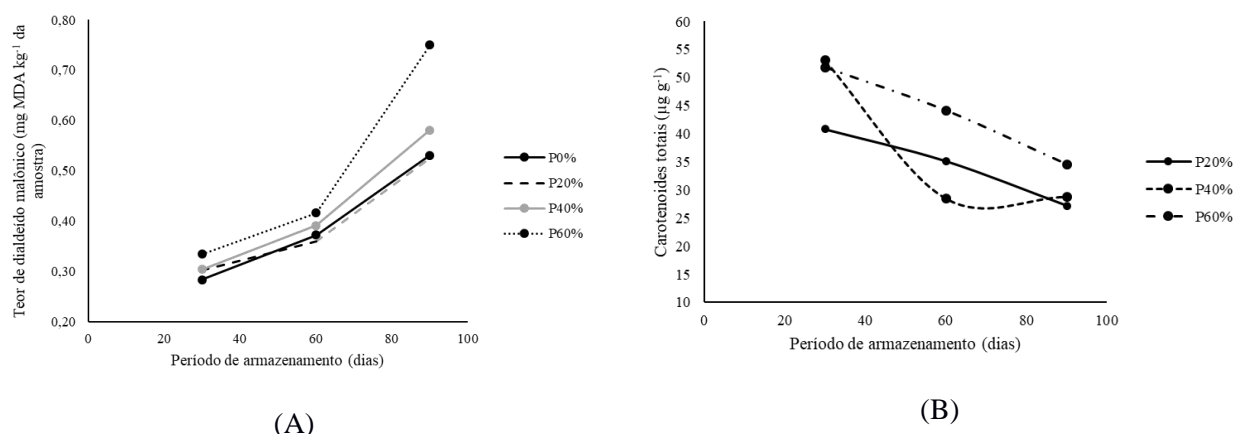 Teor de dialdeído malônico (mg MDA kg⁻¹ da
amostra)
0,80
0,70
0,60
0,50
0,40
0,30
0,20
0
20
40
60
80
100
Período de armazenamento (dias)
P0%
P20%
P40%
P60%
(A)
Carotenoides totais (µg g⁻¹)
60
55
50
45
40
35
30
25
20
15
10
0
20
40
60
80
100
Período de armazenamento (dias)
P20%
P40%
P60%
(B)